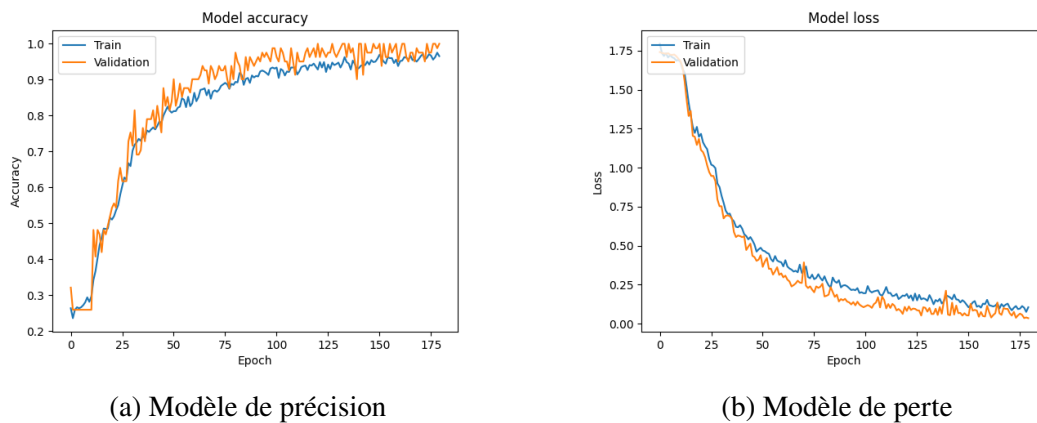 Model accuracy
Train
Validation
1.0
0.9
0.8
0.7
0.6
0.5
0.4
0.3
0.2
Accuracy
0
25
50
75
100
125
150
175
Epoch
(a) Modèle de précision
Model loss
Train
Validation
1.75
1.50
1.25
1.00
0.75
0.50
0.25
0.00
Loss
0
25
50
75
100
125
150
175
Epoch
(b) Modèle de perte